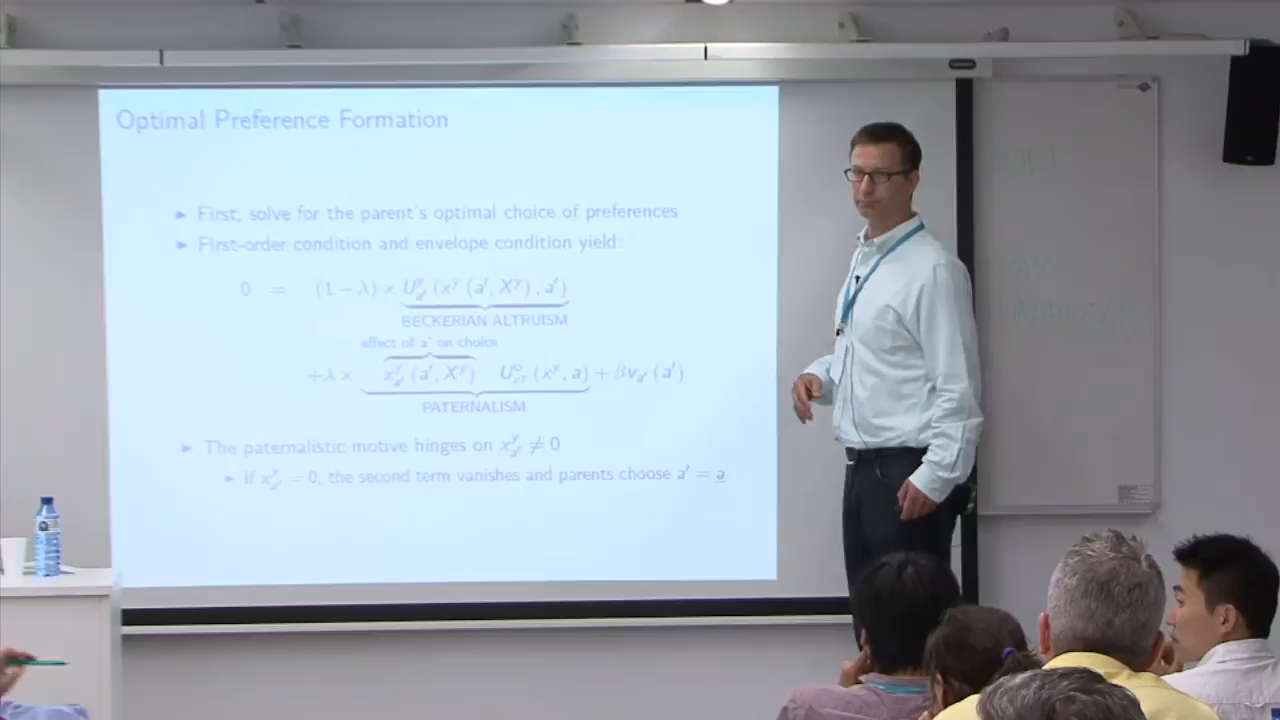 Optimal Preference Formation
► First, solve for the parent's optimal choice of preferences
► First-order condition and envelope condition yield:
0 = (1 − λ) × U^y_{a'} (x^y (a', X^y), a')
BECKERIAN ALTRUISM
effect of a' on choice
+λ × x^y_{a'} (a', X^y) U^o_{x^y} (x^y, a) + βv_{a'} (a')
PATERNALISM
► The paternalistic motive hinges on x^y_{a'} ≠ 0
► If x^y_{a'} = 0, the second term vanishes and parents choose a' = a